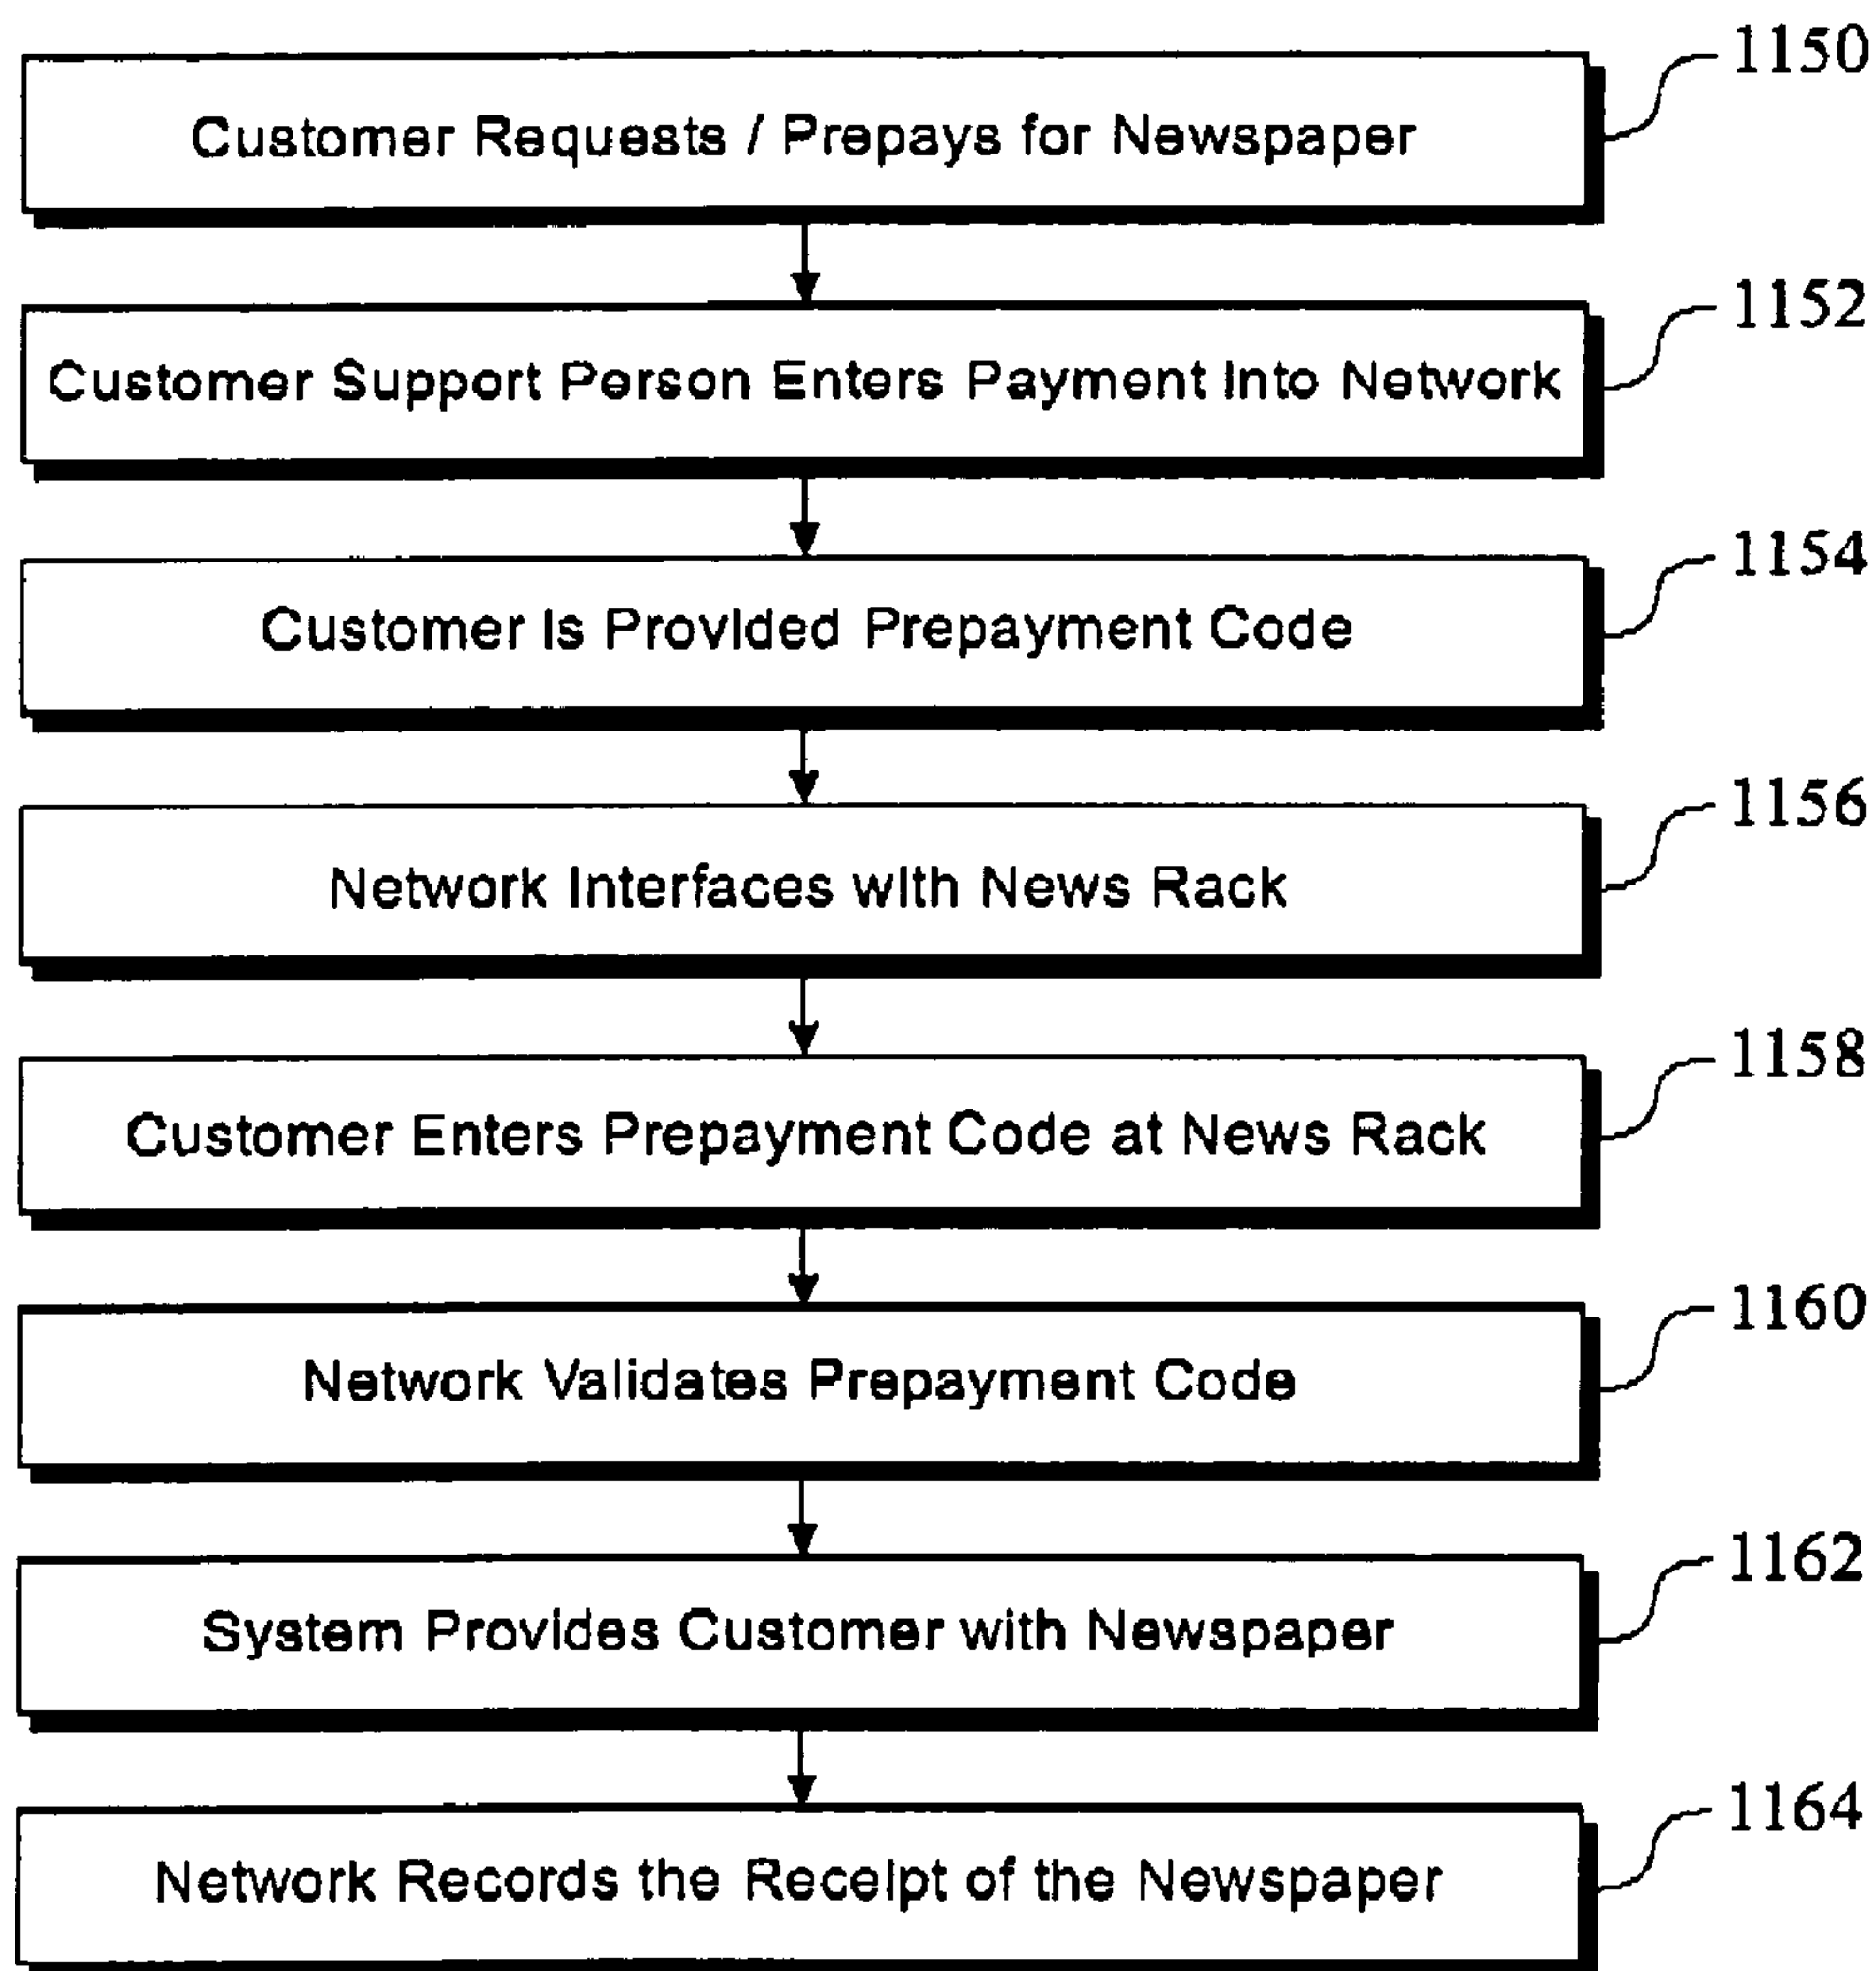 1150
Customer Requests / Prepays for Newspaper
1152
Customer Support Person Enters Payment Into Network
1154
Customer Is Provided Prepayment Code
1156
Network Interfaces with News Rack
1158
Customer Enters Prepayment Code at News Rack
1160
Network Validates Prepayment Code
1162
System Provides Customer with Newspaper
1164
Network Records the Receipt of the Newspaper